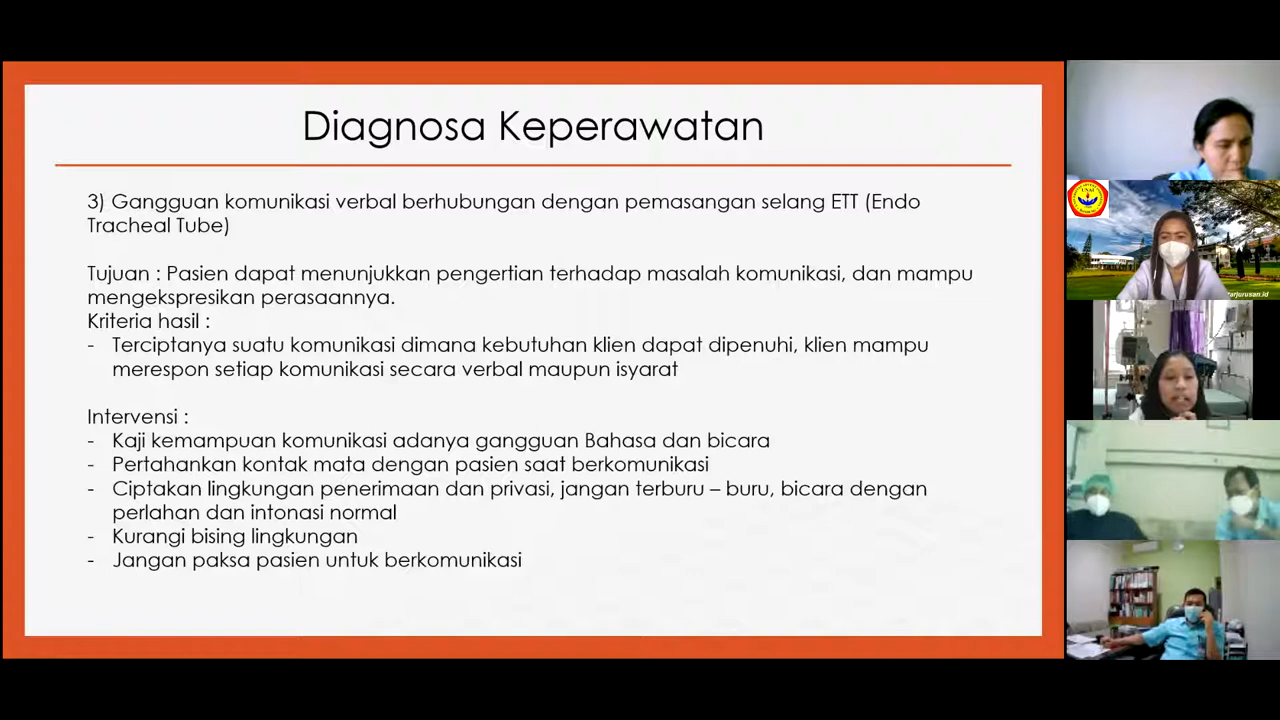 Diagnosa Keperawatan
3) Gangguan komunikasi verbal berhubungan dengan pemasangan selang ETT (Endo
Tracheal Tube)
Tujuan : Pasien dapat menunjukkan pengertian terhadap masalah komunikasi, dan mampu
mengekspresikan perasaannya.
Kriteria hasil :
- Terciptanya suatu komunikasi dimana kebutuhan klien dapat dipenuhi, klien mampu
merespon setiap komunikasi secara verbal maupun isyarat
Intervensi :
- Kaji kemampuan komunikasi adanya gangguan Bahasa dan bicara
- Pertahankan kontak mata dengan pasien saat berkomunikasi
- Ciptakan lingkungan penerimaan dan privasi, jangan terburu – buru, bicara dengan
perlahan dan intonasi normal
- Kurangi bising lingkungan
- Jangan paksa pasien untuk berkomunikasi
UNAI